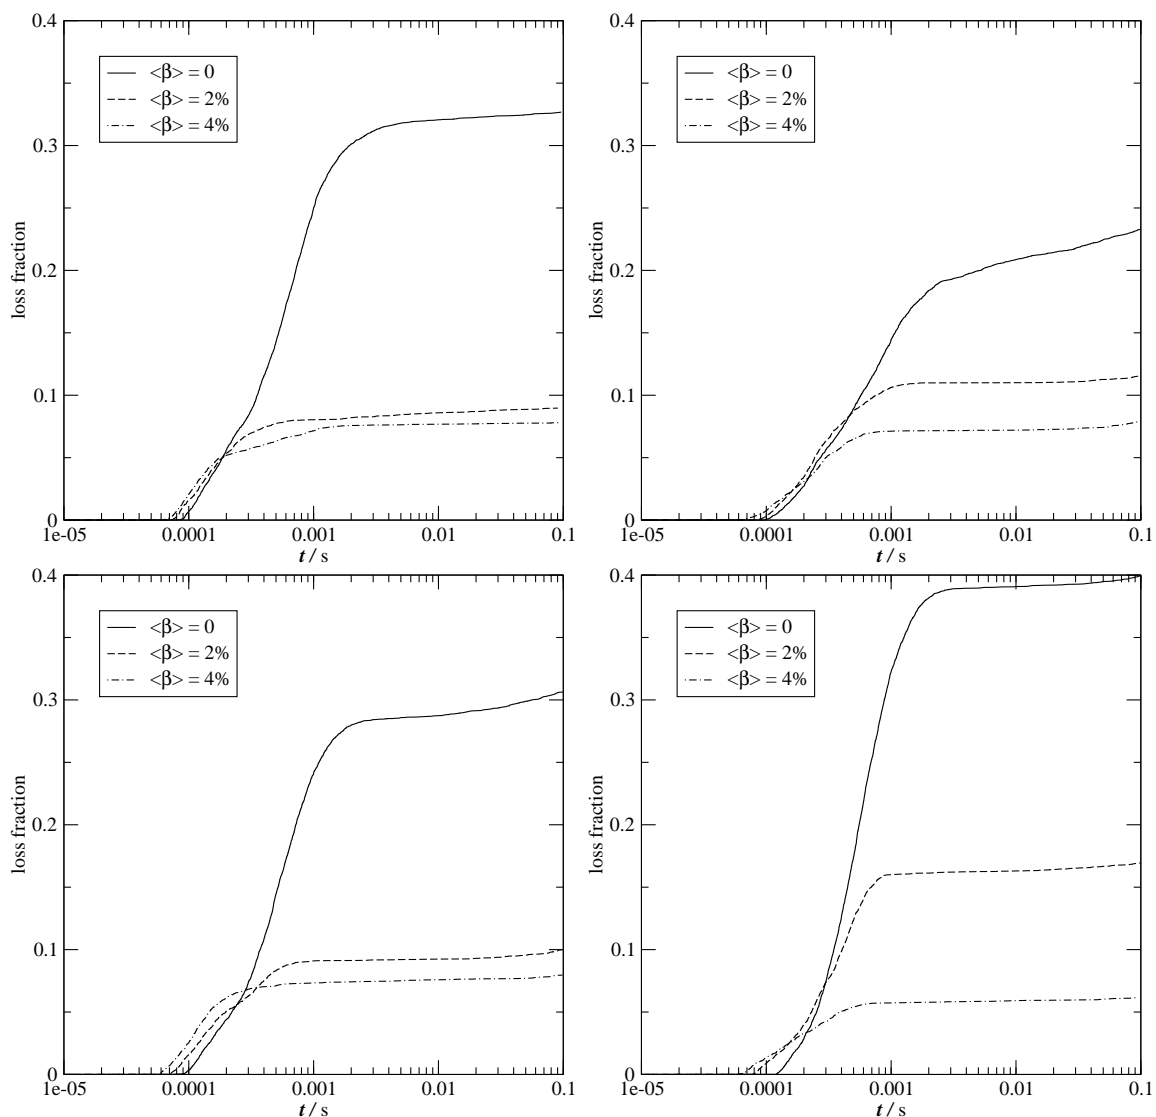 0.4
<β> = 0
<β> = 2%
<β> = 4%
0.3
loss fraction
0.2
0.1
0
1e-05
0.0001
0.001
0.01
0.1
t / s
0.4
<β> = 0
<β> = 2%
<β> = 4%
0.3
loss fraction
0.2
0.1
0
1e-05
0.0001
0.001
0.01
0.1
t / s
0.4
<β> = 0
<β> = 2%
<β> = 4%
0.3
loss fraction
0.2
0.1
0
1e-05
0.0001
0.001
0.01
0.1
t / s
0.4
<β> = 0
<β> = 2%
<β> = 4%
0.3
loss fraction
0.2
0.1
0
1e-05
0.0001
0.001
0.01
0.1
t / s